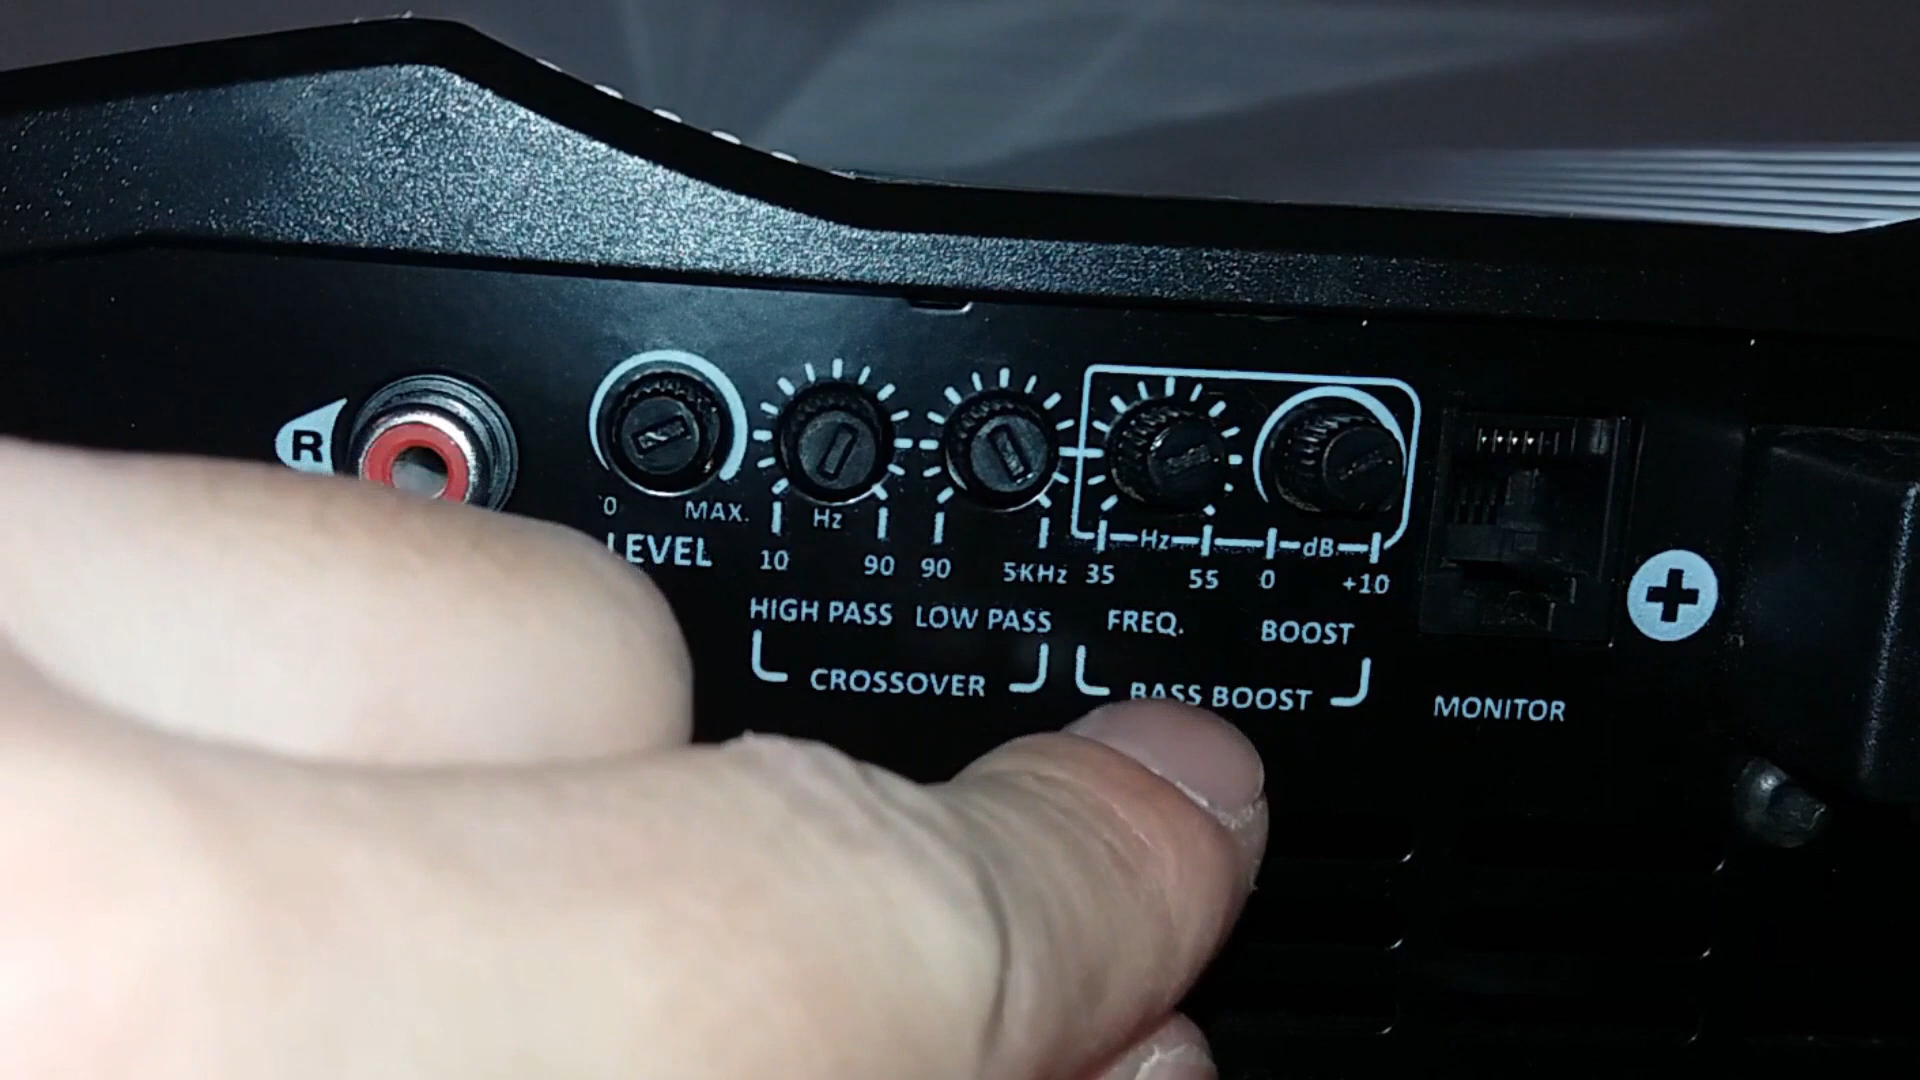 R
0 MAX.
LEVEL
10 Hz 90
HIGH PASS
90 5KHz
LOW PASS
CROSSOVER
35 Hz 55
FREQ.
0 dB +10
BOOST
BASS BOOST
MONITOR
+